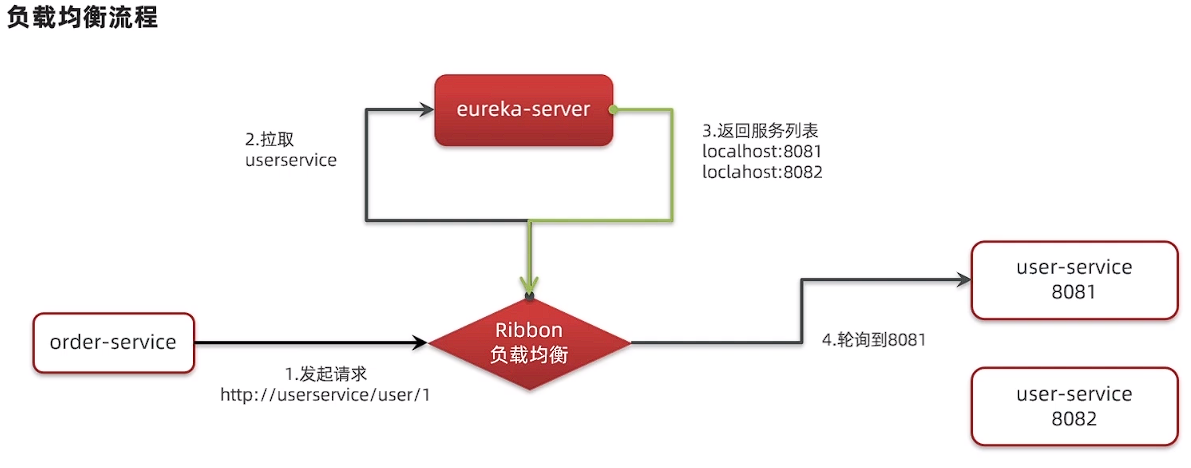 负载均衡流程
eureka-server
2.拉取
userservice
3.返回服务列表
localhost:8081
loclahost:8082
user-service
8081
order-service
Ribbon
负载均衡
4.轮询到8081
1.发起请求
http://userservice/user/1
user-service
8082